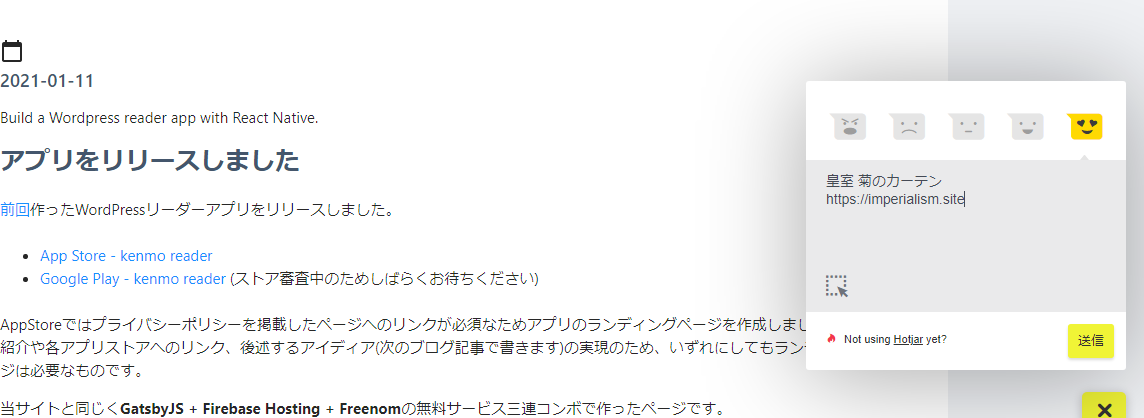 2021-01-11
Build a Wordpress reader app with React Native.
アプリをリリースしました
前回作ったWordPressリーダーアプリをリリースしました。
App Store - kenmo reader
Google Play - kenmo reader (ストア審査中のためしばらくお待ちください)
AppStoreではプライバシーポリシーを掲載したページへのリンクが必須なためアプリのランディングページを作成しまし
紹介や各アプリストアへのリンク、後述するアイディア(次のブログ記事で書きます)の実現のため、いずれにしてもラン
ジは必要なものです。
当サイトと同じくGatsbyJS + Firebase Hosting + Freenomの無料サービス三連コンボで作ったページです。
皇室 菊のカーテン
https://imperialism.site
Not using Hotjar yet?
送信